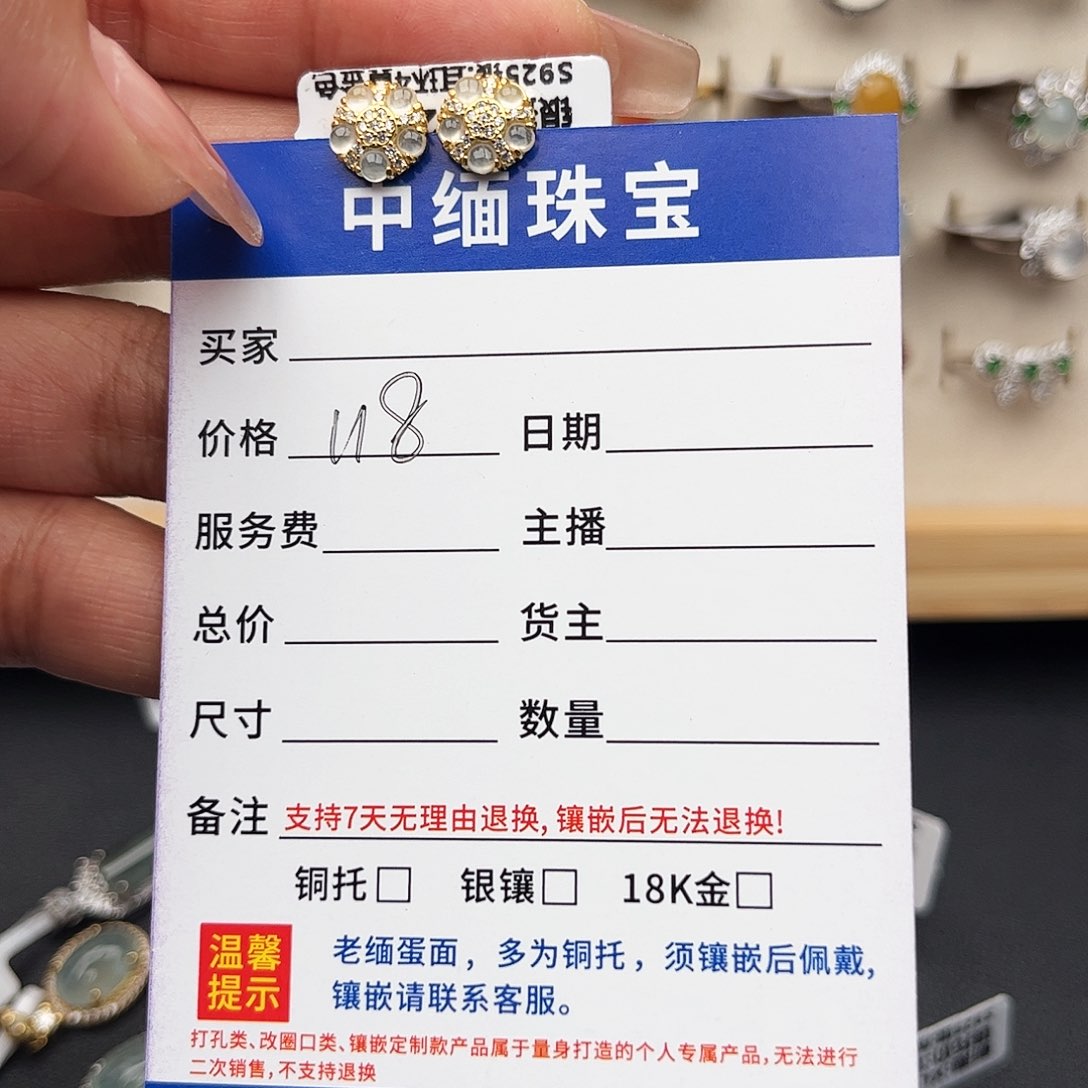 中缅珠宝
买家
价格 118 日期
服务费 主播
总价 货主
尺寸 数量
备注 支持7天无理由退换,镶嵌后无法退换!
铜托□ 银镶□ 18K金□
温馨提示
老缅蛋面，多为铜托，须镶嵌后佩戴,
镶嵌请联系客服。
打孔类、改圈口类、镶嵌定制款产品属于量身打造的个人专属产品,无法进行
二次销售,不支持退换